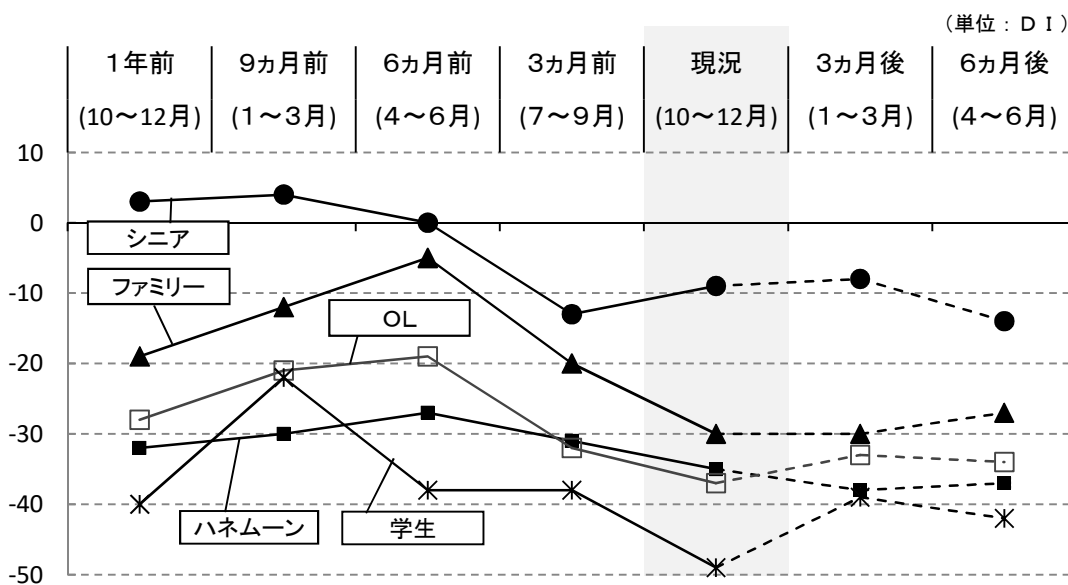 （単位：ＤＩ）
１年前 ９ヵ月前 ６ヵ月前 ３ヵ月前 現況 ３ヵ月後 ６ヵ月後
(10～12月) (１～３月) (４～６月) (７～９月) (10～12月) (１～３月) (４～６月)
10
0
シニア
ファミリー
-10
ＯＬ
-20
-30
-40
ハネムーン 学生
-50